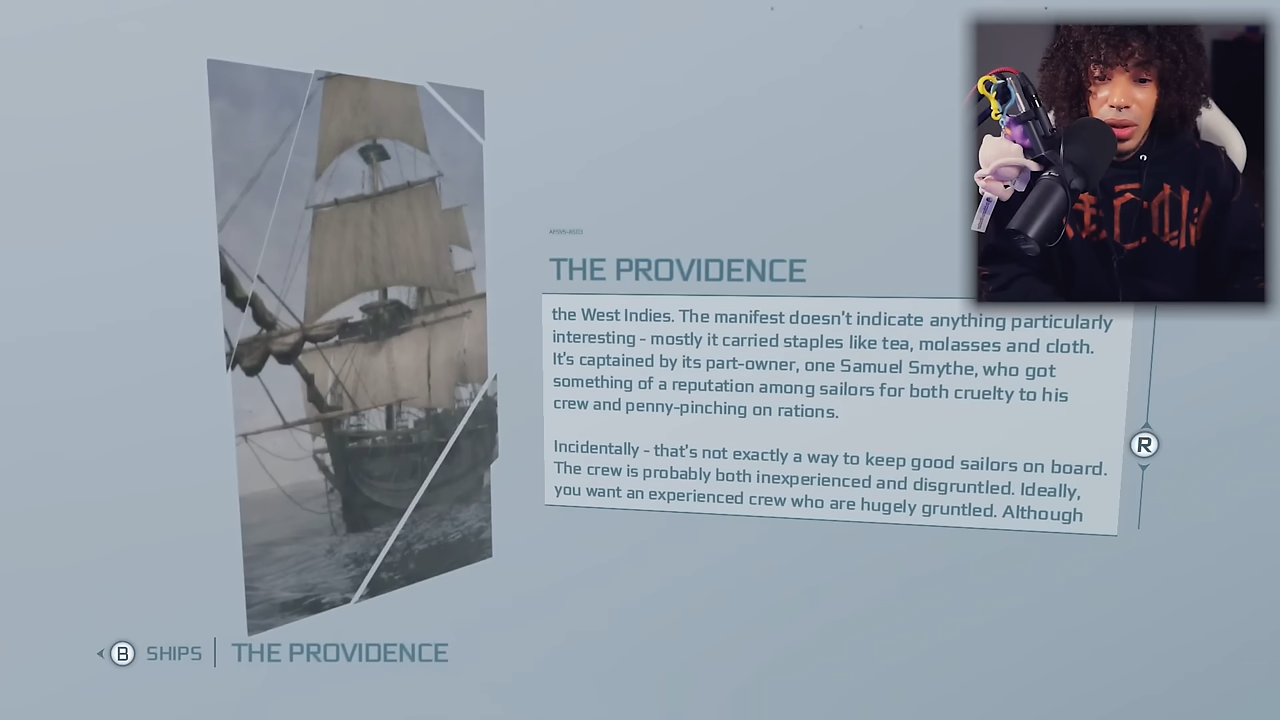 THE PROVIDENCE
the West Indies. The manifest doesn't indicate anything particularly
interesting - mostly it carried staples like tea, molasses and cloth.
It's captained by its part-owner, one Samuel Smythe, who got
something of a reputation among sailors for both cruelty to his
crew and penny-pinching on rations.
Incidentally - that's not exactly a way to keep good sailors on board.
The crew is probably both inexperienced and disgruntled. Ideally,
you want an experienced crew who are hugely gruntled. Although
R
B SHIPS THE PROVIDENCE